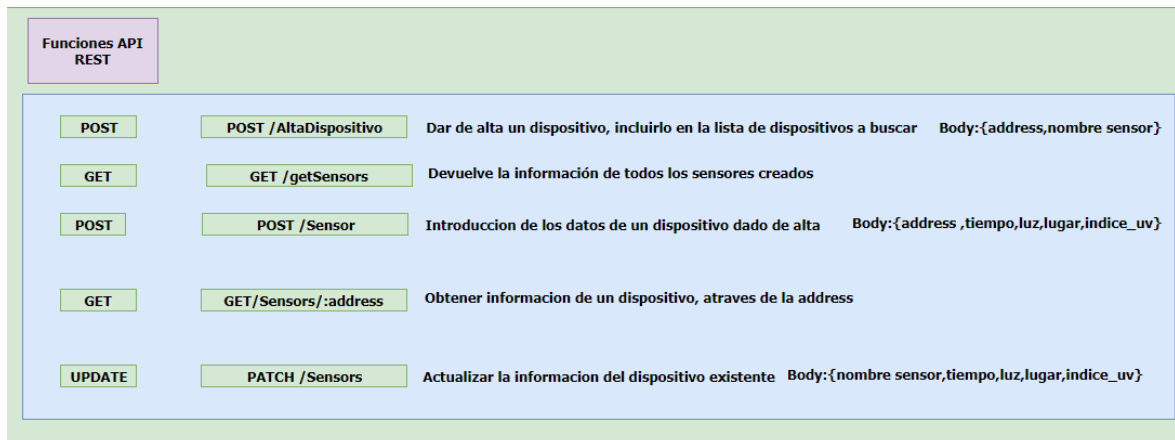 Funciones API
REST
POST POST /AltaDispositivo Dar de alta un dispositivo, incluirlo en la lista de dispositivos a buscar Body:{address,nombre sensor}
GET GET /getSensors Devuelve la información de todos los sensores creados
POST POST /Sensor Introduccion de los datos de un dispositivo dado de alta Body:{address ,tiempo,luz,lugar,indice_uv}
GET GET/Sensors/:address Obtener informacion de un dispositivo, atraves de la address
UPDATE PATCH /Sensors Actualizar la informacion del dispositivo existente Body:{nombre sensor,tiempo,luz,lugar,indice_uv}